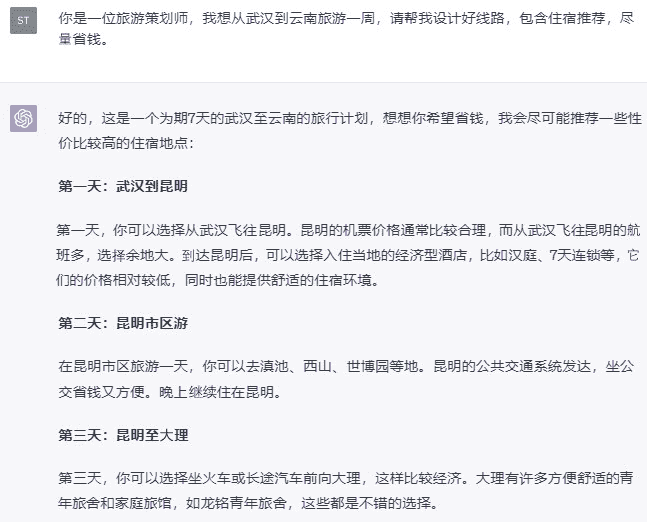 ST
你是一位旅游策划师，我想从武汉到云南旅游一周，请帮我设计好线路，包含住宿推荐，尽
量省钱。
好的，这是一个为期7天的武汉至云南的旅行计划，想想你希望省钱，我会尽可能推荐一些性
价比较高的住宿地点：
第一天：武汉到昆明
第一天，你可以选择从武汉飞往昆明。昆明的机票价格通常比较合理，而从武汉飞往昆明的航
班多，选择余地大。到达昆明后，可以选择入住当地的经济型酒店，比如汉庭、7天连锁等，它
们的价格相对较低，同时也能提供舒适的住宿环境。
第二天：昆明市区游
在昆明市区旅游一天，你可以去滇池、西山、世博园等地。昆明的公共交通系统发达，坐公
交省钱又方便。晚上继续住在昆明。
第三天：昆明至大理
第三天，你可以选择坐火车或长途汽车前向大理，这样比较经济。大理有许多方便舒适的青
年旅舍和家庭旅馆，如龙铭青年旅舍，这些都是不错的选择。